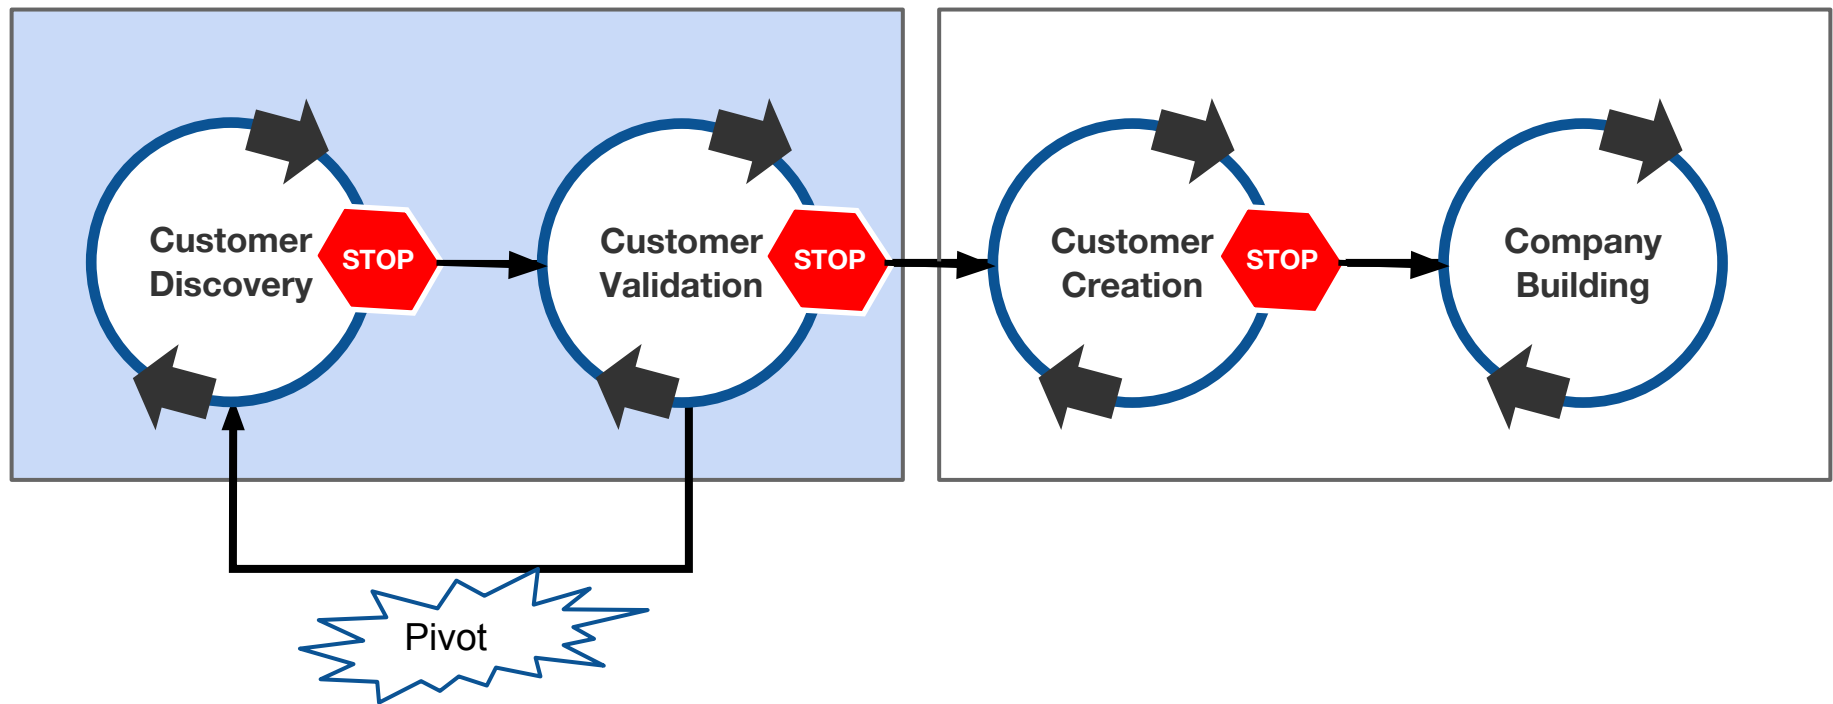 Customer
Discovery
STOP
Customer
Validation
STOP
Customer
Creation
STOP
Company
Building
Pivot